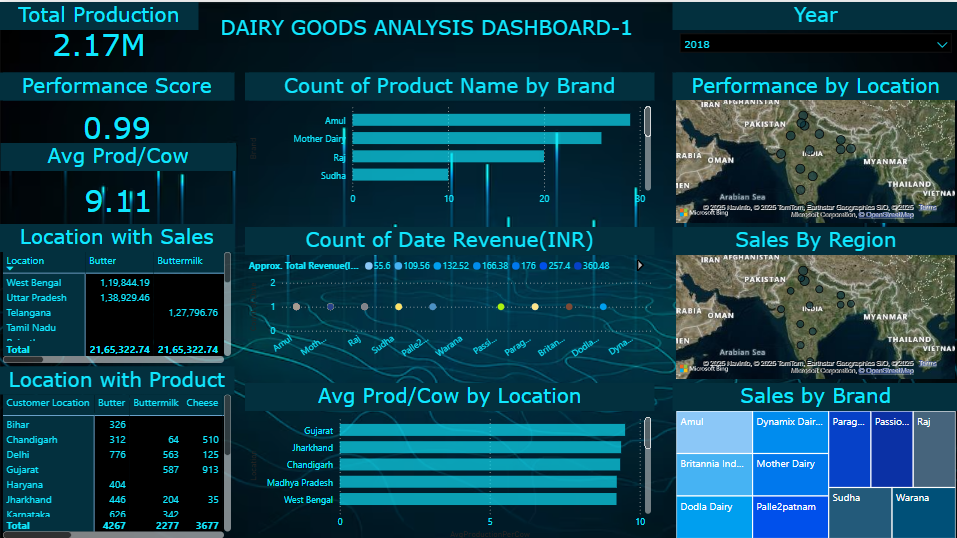 Total Production
2.17M
DAIRY GOODS ANALYSIS DASHBOARD-1
Year
2018
Performance Score
0.99
Avg Prod/Cow
9.11
Count of Product Name by Brand
Amul
Mother Dairy
Raj
Sudha
0 10 20 30
Performance by Location
IRAN AFGHANISTAN
PAKISTAN
INDIA
ARABIA OMAN
MYANMAR
THAILAND
VIETNAM
Arabian Sea
Microsoft Bing
© 2025 TomTom, Earthstar Geographics SIO, © 2025 Terms
Microsoft Corporation, © OpenStreetMap
Location with Sales
Location Butter Buttermilk
West Bengal 1,19,844.19
Uttar Pradesh 1,38,929.46
Telangana 1,27,796.76
Tamil Nadu
Total 21,65,322.74 21,65,322.74
Count of Date Revenue(INR)
Approx. Total Revenue(I... 55.6 109.56 132.52 166.38 176 257.4 360.48
2
1
0
Amul Moth... Raj Sudha Palle2... Warana Passi... Parag... Britan... Dodla... Dyna...
Sales By Region
IRAN AFGHANISTAN
PAKISTAN
INDIA
ARABIA OMAN
MYANMAR
THAILAND
VIETNAM
Arabian Sea
Microsoft Bing
© 2025 TomTom, Earthstar Geographics SIO, © 2025 Terms
Microsoft Corporation, © OpenStreetMap
Location with Product
Customer Location Butter Buttermilk Cheese
Bihar 326
Chandigarh 312 64 510
Delhi 776 563 125
Gujarat 587 913
Haryana 404
Jharkhand 446 204 35
Karnataka 626 342
Total 4267 2277 3677
Avg Prod/Cow by Location
Gujarat
Jharkhand
Chandigarh
Madhya Pradesh
West Bengal
0 5 10
Sales by Brand
Amul
Dynamix Dair...
Parag...
Passio...
Raj
Britannia Ind...
Mother Dairy
Dodla Dairy
Palle2patnam
Sudha
Warana